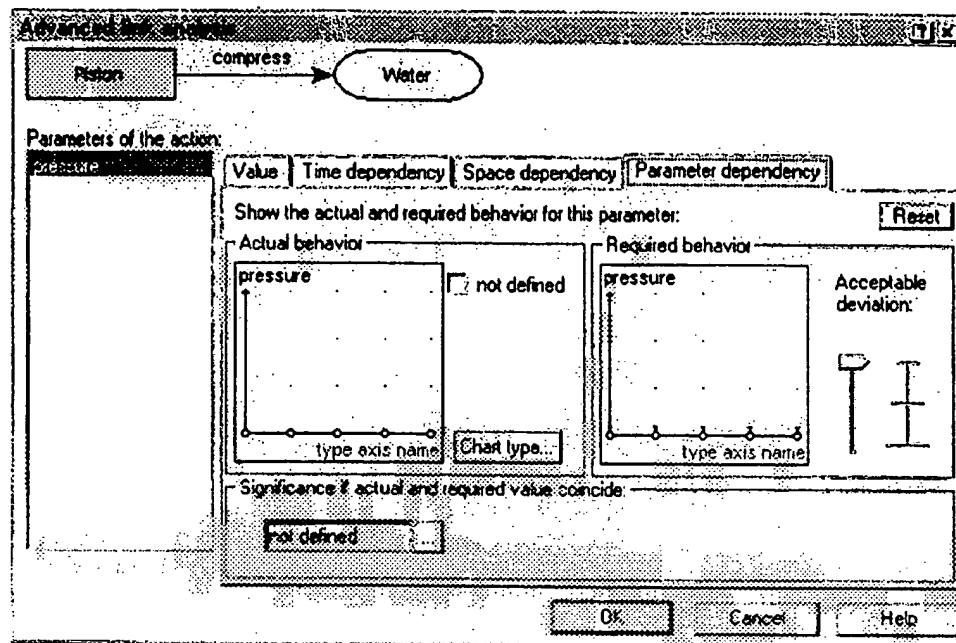 Advanced link analysis
compress
Piston
Water
Parameters of the action:
pressure
Value
Time dependency
Space dependency
Parameter dependency
Show the actual and required behavior for this parameter:
Reset
Actual behavior
pressure
not defined
type axis name
Chart type...
Required behavior
pressure
type axis name
Acceptable
deviation:
Significance if actual and required value coincide:
not defined
...
OK
Cancel
Help